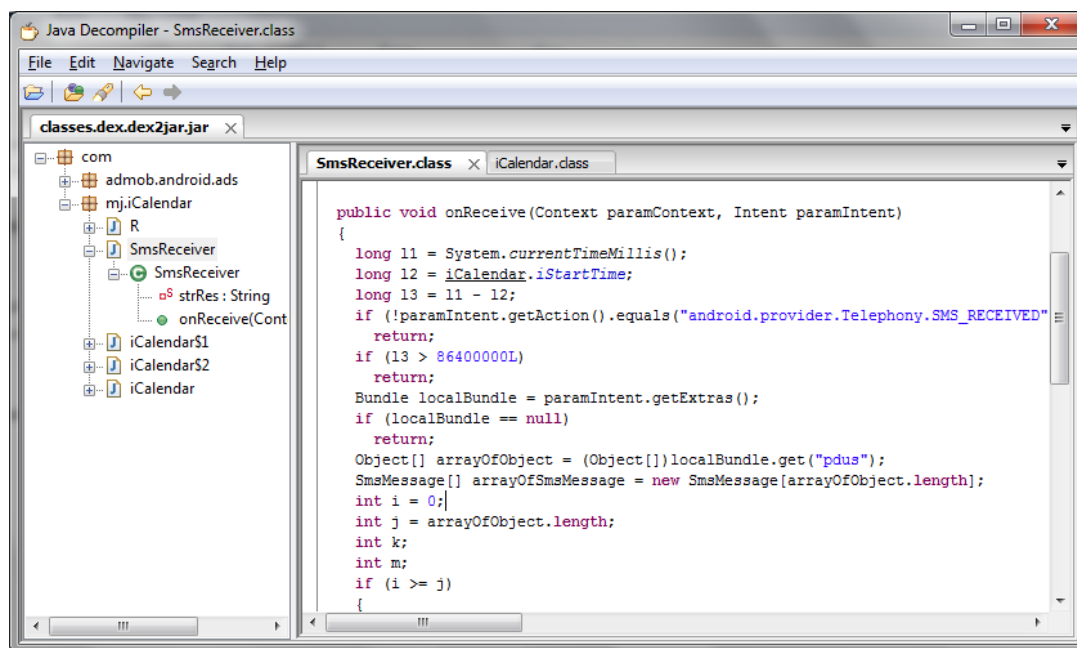 Java Decompiler - SmsReceiver.class
File Edit Navigate Search Help
classes.dex.dex2jar.jar
com
admob.android.ads
mj.iCalendar
R
SmsReceiver
SmsReceiver
strRes : String
onReceive(Cont
iCalendar$1
iCalendar$2
iCalendar
SmsReceiver.class iCalendar.class
public void onReceive(Context paramContext, Intent paramIntent)
{
long l1 = System.currentTimeMillis();
long l2 = iCalendar.iStartTime;
long l3 = l1 - l2;
if (!paramIntent.getAction().equals("android.provider.Telephony.SMS_RECEIVED"
return;
if (l3 > 86400000L)
return;
Bundle localBundle = paramIntent.getExtras();
if (localBundle == null)
return;
Object[] arrayOfObject = (Object[])localBundle.get("pdus");
SmsMessage[] arrayOfSmsMessage = new SmsMessage[arrayOfObject.length];
int i = 0;
int j = arrayOfObject.length;
int k;
int m;
if (i >= j)
{